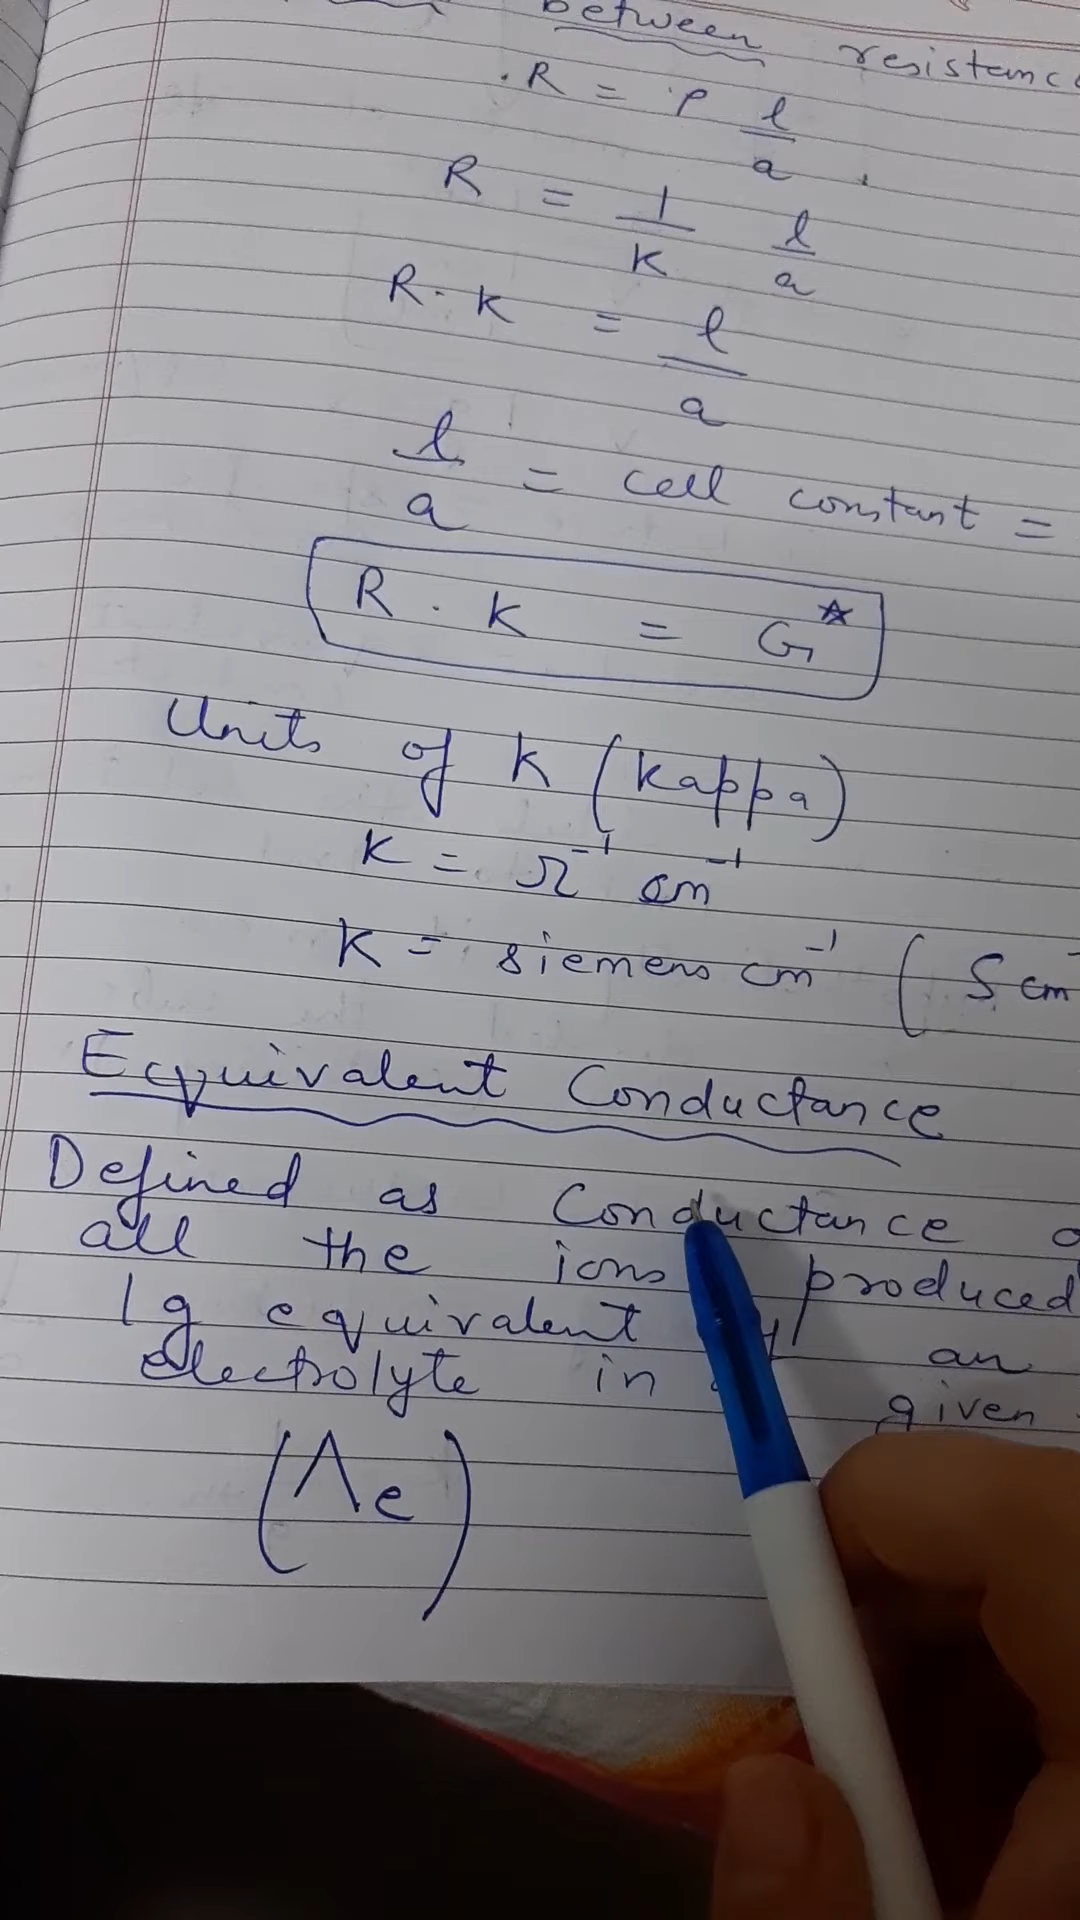 between resistance
R = ρ l/a
R = 1/K l/a
R. K = l/a
l/a = cell constant =
R . K = G*
Units of K (kappa)
K = Ω⁻¹ cm⁻¹
K = siemens cm⁻¹ ( S cm
Equivalent Conductance
Defined as Conductance
all the ions produced
1g equivalent an
electrolyte in given
(Λe)